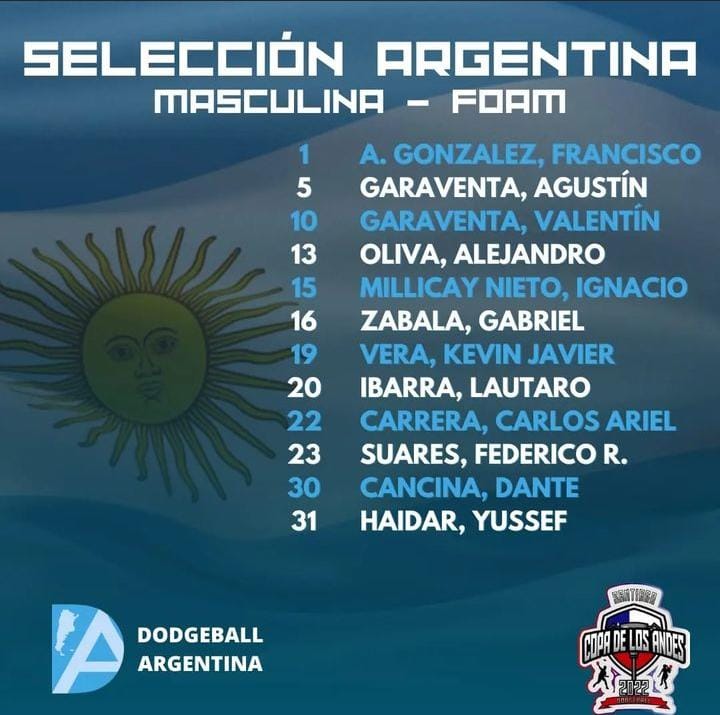 SELECCIÓN ARGENTINA
MASCULINA - FOAM
1 A. GONZALEZ, FRANCISCO
5 GARAVENTA, AGUSTÍN
10 GARAVENTA, VALENTÍN
13 OLIVA, ALEJANDRO
15 MILLICAY NIETO, IGNACIO
16 ZABALA, GABRIEL
19 VERA, KEVIN JAVIER
20 IBARRA, LAUTARO
22 CARRERA, CARLOS ARIEL
23 SUARES, FEDERICO R.
30 CANCINA, DANTE
31 HAIDAR, YUSSEF
DODGEBALL
ARGENTINA
SANTIAGO
COPA DE LOS ANDES
2022
DODGEBALL